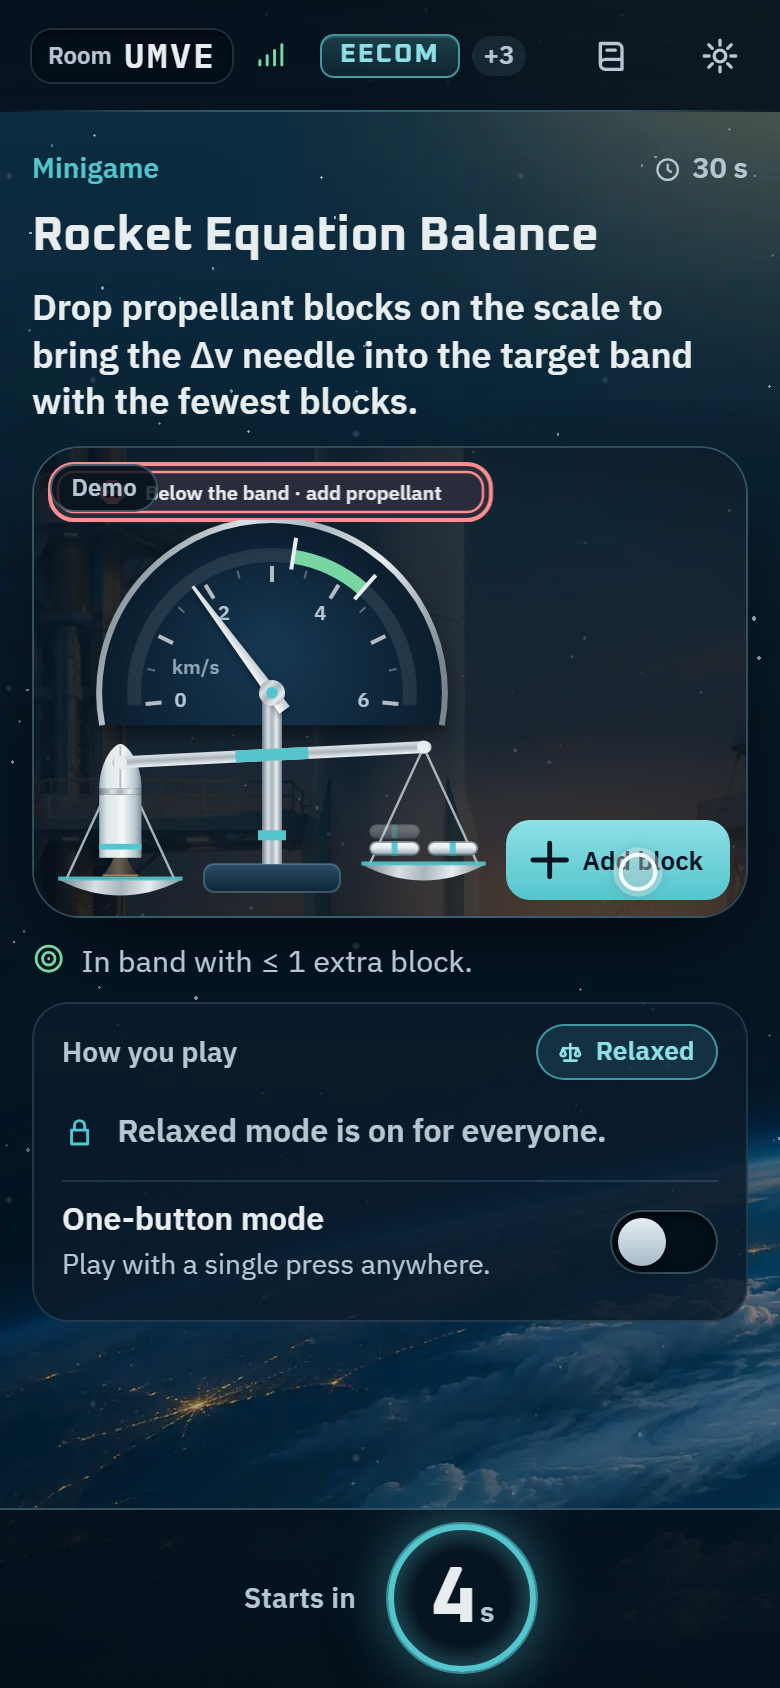 Room UMVE
EECOM
+3
Minigame
30 s
Rocket Equation Balance
Drop propellant blocks on the scale to
bring the Δv needle into the target band
with the fewest blocks.
Demo
Below the band · add propellant
2
4
km/s
0
6
Add block
In band with ≤ 1 extra block.
How you play
Relaxed
Relaxed mode is on for everyone.
One-button mode
Play with a single press anywhere.
Starts in
4 s